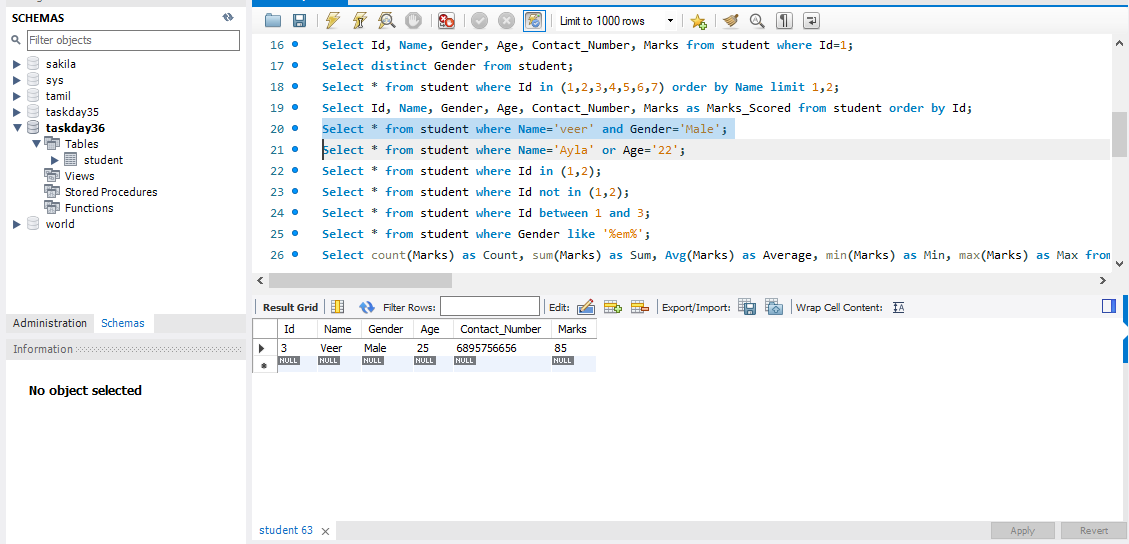 SCHEMAS
Filter objects
sakila
sys
tamil
taskday35
taskday36
Tables
student
Views
Stored Procedures
Functions
world
Administration Schemas
Information
No object selected
Limit to 1000 rows
16 Select Id, Name, Gender, Age, Contact_Number, Marks from student where Id=1;
17 Select distinct Gender from student;
18 Select * from student where Id in (1,2,3,4,5,6,7) order by Name limit 1,2;
19 Select Id, Name, Gender, Age, Contact_Number, Marks as Marks_Scored from student order by Id;
20 Select * from student where Name='veer' and Gender='Male';
21 Select * from student where Name='Ayla' or Age='22';
22 Select * from student where Id in (1,2);
23 Select * from student where Id not in (1,2);
24 Select * from student where Id between 1 and 3;
25 Select * from student where Gender like '%em%';
26 Select count(Marks) as Count, sum(Marks) as Sum, Avg(Marks) as Average, min(Marks) as Min, max(Marks) as Max from
Result Grid Filter Rows: Edit: Export/Import: Wrap Cell Content:
Id Name Gender Age Contact_Number Marks
3 Veer Male 25 6895756656 85
NULL NULL NULL NULL NULL NULL
student 63
Apply Revert